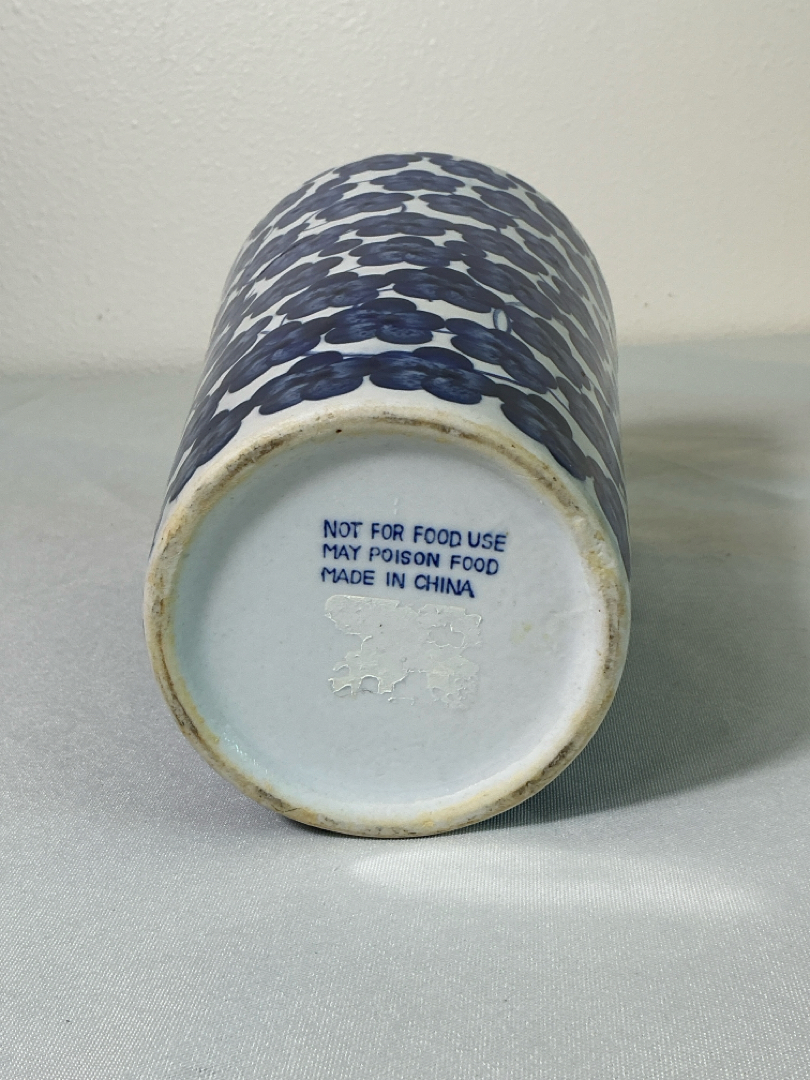 NOT FOR FOOD USE
MAY POISON FOOD
MADE IN CHINA